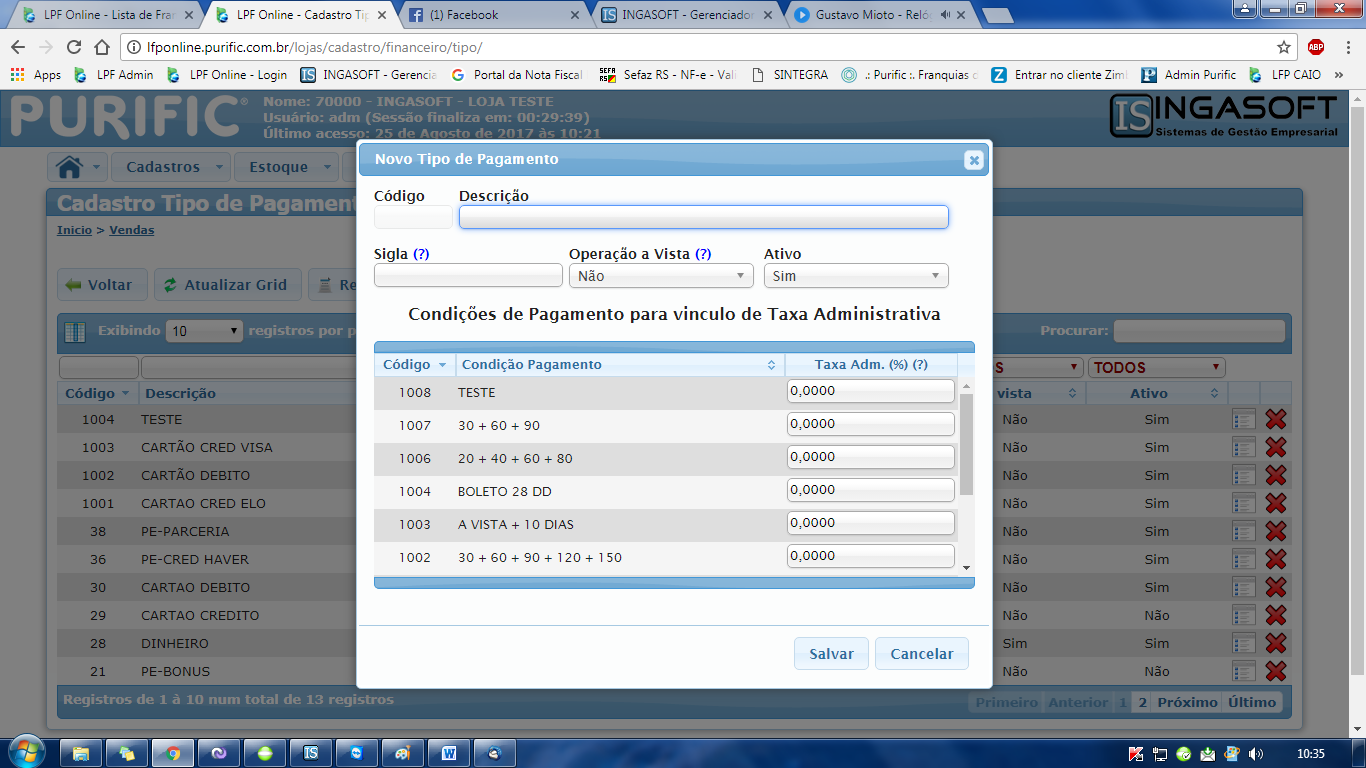 LPF Online - Lista de Fran
LPF Online - Cadastro Tip
(1) Facebook
INGASOFT - Gerenciador
Gustavo Mioto - Reló
lfponline.purific.com.br/lojas/cadastro/financeiro/tipo/
ABP
Apps
LPF Admin
LPF Online - Login
INGASOFT - Gerencia
Portal da Nota Fiscal
Sefaz RS - NF-e - Vali
SINTEGRA
.: Purific :. Franquias
Entrar no cliente Zim
Admin Purific
LFP CAIO
»
PURIFIC®
Nome: 70000 - INGASOFT - LOJA TESTE
Usuário: adm (Sessão finaliza em: 00:29:39)
Último acesso: 25 de Agosto de 2017 às 10:21
IS INGASOFT
Sistemas de Gestão Empresarial
Cadastros
Estoque
Cadastro Tipo de Pagament
Inicio > Vendas
Voltar
Atualizar Grid
Re
Exibindo 10 registros por p
Procurar:
S
TODOS
Código
Descrição
vista
Ativo
1004 TESTE Não Sim
1003 CARTÃO CRED VISA Não Sim
1002 CARTÃO DEBITO Não Sim
1001 CARTAO CRED ELO Não Sim
38 PE-PARCERIA Não Sim
36 PE-CRED HAVER Não Sim
30 CARTAO DEBITO Não Sim
29 CARTAO CREDITO Não Não
28 DINHEIRO Sim Sim
21 PE-BONUS Não Não
Registros de 1 à 10 num total de 13 registros
Primeiro Anterior 1 2 Próximo Último
Novo Tipo de Pagamento
Código
Descrição
Sigla (?)
Operação a Vista (?)
Ativo
Não
Sim
Condições de Pagamento para vinculo de Taxa Administrativa
Código
Condição Pagamento
Taxa Adm. (%) (?)
1008 TESTE 0,0000
1007 30 + 60 + 90 0,0000
1006 20 + 40 + 60 + 80 0,0000
1004 BOLETO 28 DD 0,0000
1003 A VISTA + 10 DIAS 0,0000
1002 30 + 60 + 90 + 120 + 150 0,0000
Salvar
Cancelar
10:35